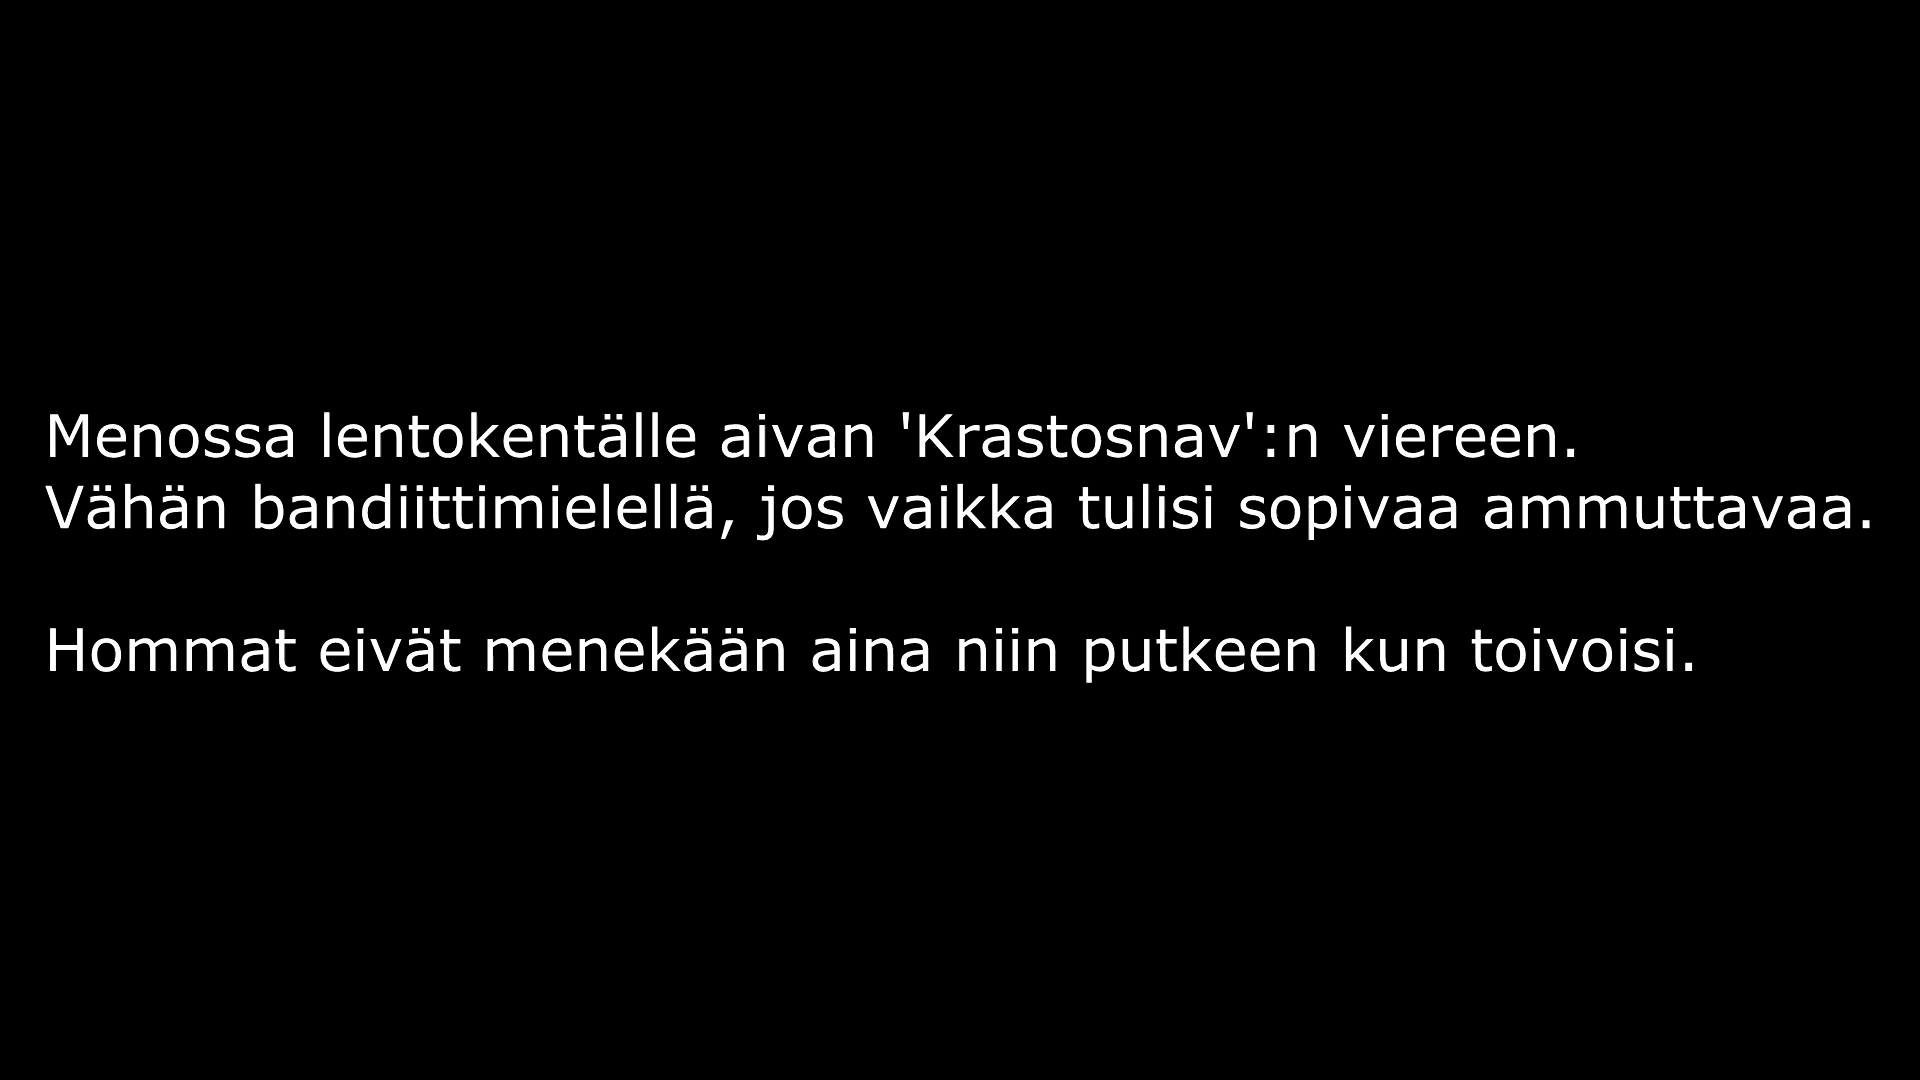 Menossa lentokentälle aivan 'Krastosnav':n viereen.
Vähän bandiittimielellä, jos vaikka tulisi sopivaa ammuttavaa.
Hommat eivät menekään aina niin putkeen kun toivoisi.